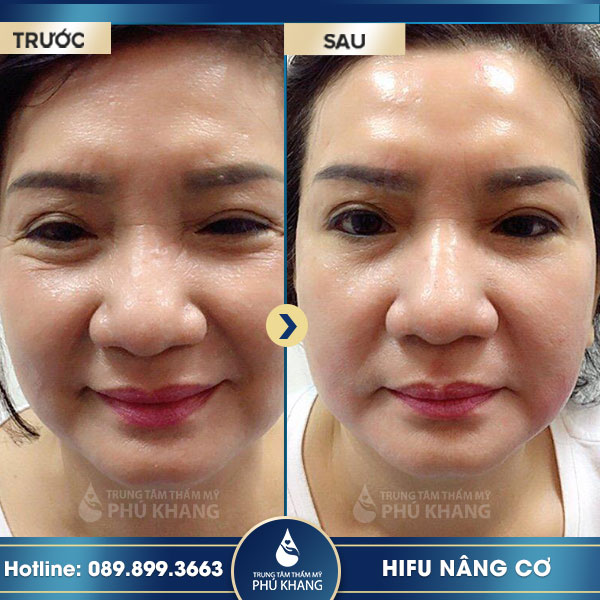 TRƯỚC
SAU
TRUNG TÂM THẨM MỸ
PHÚ KHANG
TRUNG TÂM THẨM MỸ
PHÚ KHANG
Hotline: 089.899.3663
TRUNG TÂM THẨM MỸ
PHÚ KHANG
HIFU NÂNG CƠ